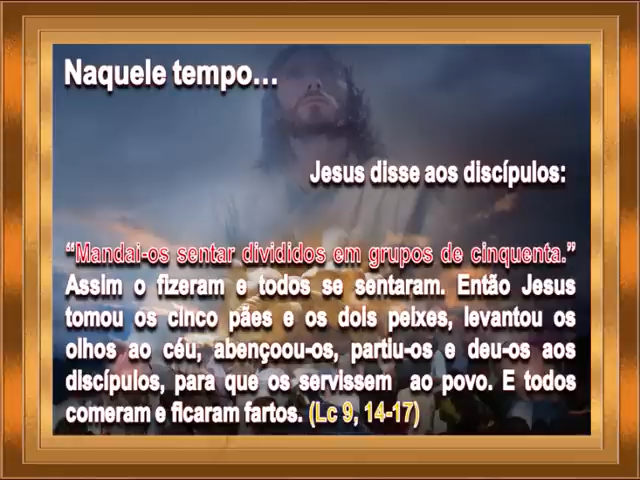 Naquele tempo...
Jesus disse aos discípulos:
“Mandai-os sentar divididos em grupos de cinquenta.”
Assim o fizeram e todos se sentaram. Então Jesus
tomou os cinco pães e os dois peixes, levantou os
olhos ao céu, abençoou-os, partiu-os e deu-os aos
discípulos, para que os servissem ao povo. E todos
comeram e ficaram fartos. (Lc 9, 14-17)